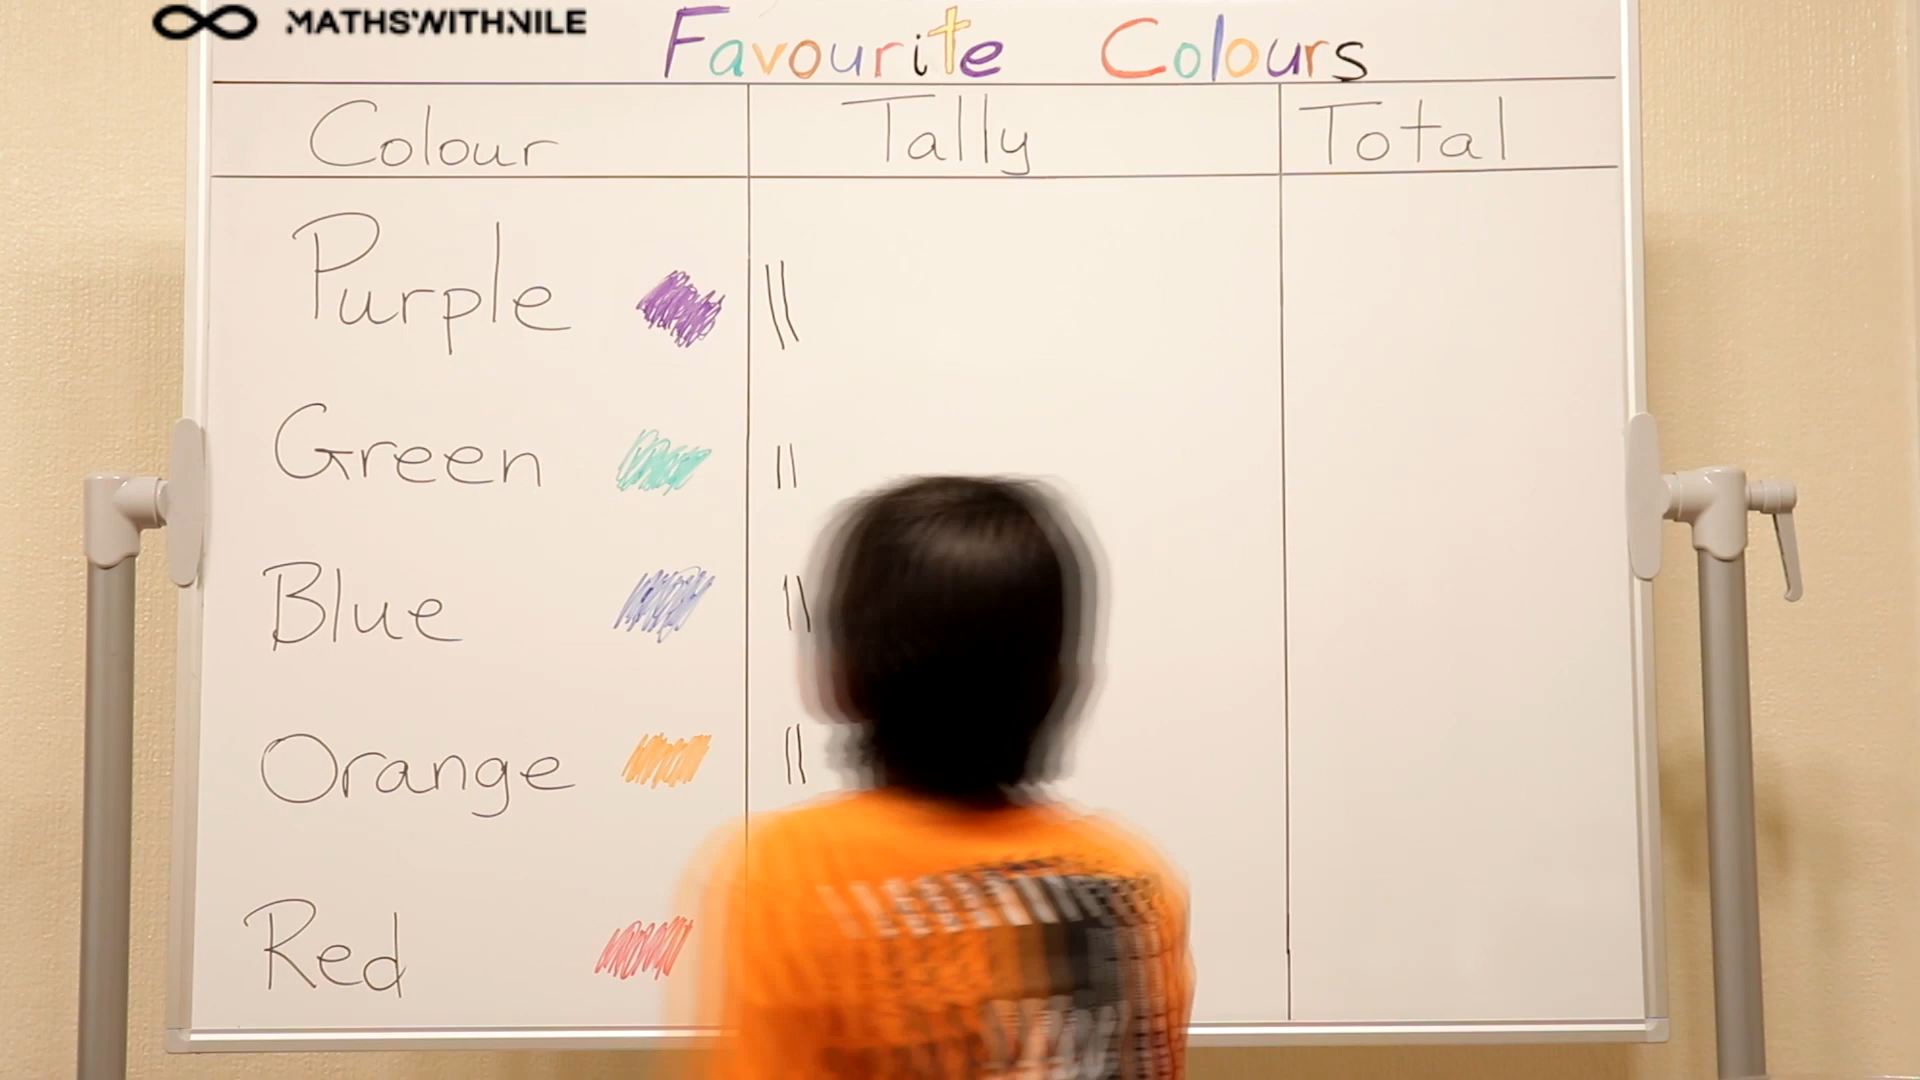 MATHSWITHNILE
Favourite Colours
Colour Tally Total
Purple ||
Green ||
Blue ||
Orange ||
Red